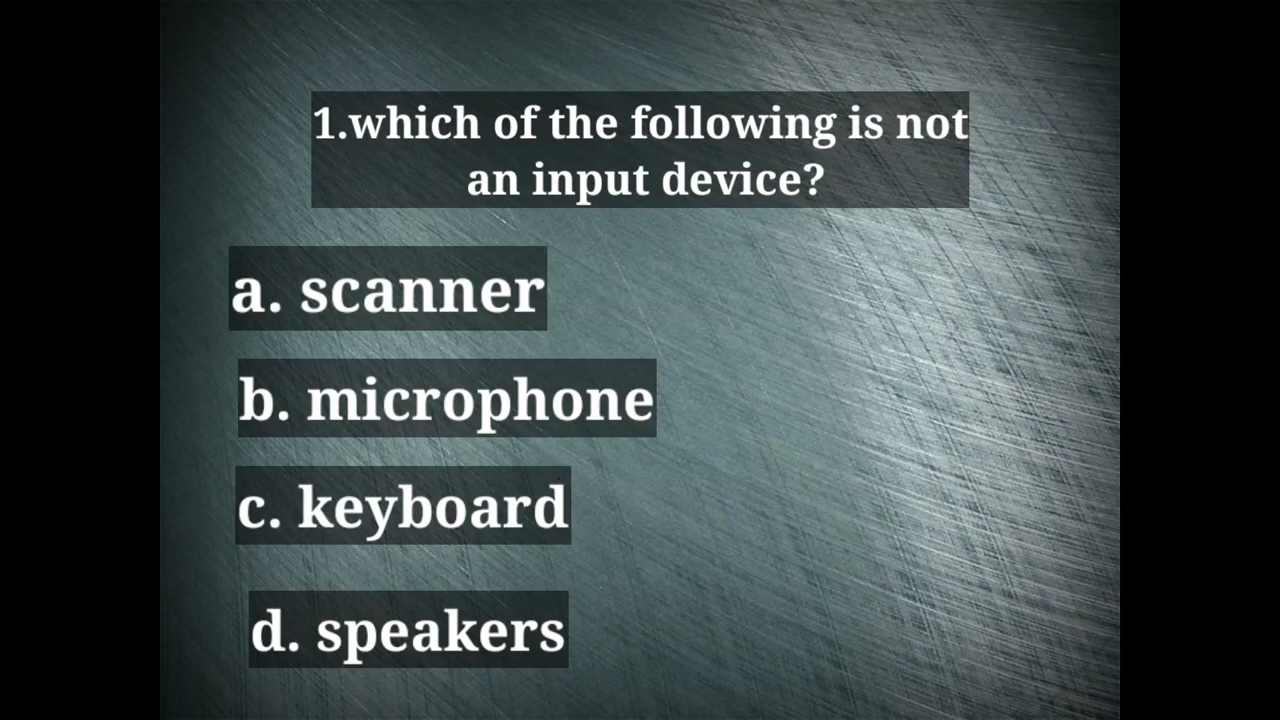 1.which of the following is not
an input device?
a. scanner
b. microphone
c. keyboard
d. speakers